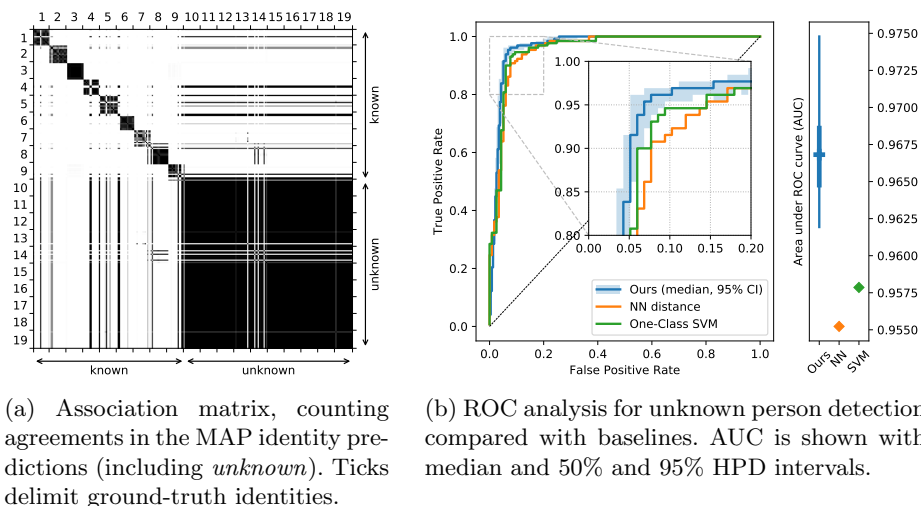 1 2 3 4 5 6 7 8 9 10 11 12 13 14 15 16 17 18 19
1
2
3
4
5
6
7
8
9
10
11
12
13
14
15
16
17
18
19
known
unknown
known
unknown
1.0
0.8
0.6
0.4
0.2
0.0
True Positive Rate
0.0 0.2 0.4 0.6 0.8 1.0
False Positive Rate
1.00
0.95
0.90
0.85
0.80
0.00 0.05 0.10 0.15 0.20
Ours (median, 95% CI)
NN distance
One-Class SVM
Area under ROC curve (AUC)
0.9750
0.9725
0.9700
0.9675
0.9650
0.9625
0.9600
0.9575
0.9550
Ours NN SVM
(a) Association matrix, counting
agreements in the MAP identity pre-
dictions (including unknown). Ticks
delimit ground-truth identities.
(b) ROC analysis for unknown person detection
compared with baselines. AUC is shown with
median and 50% and 95% HPD intervals.